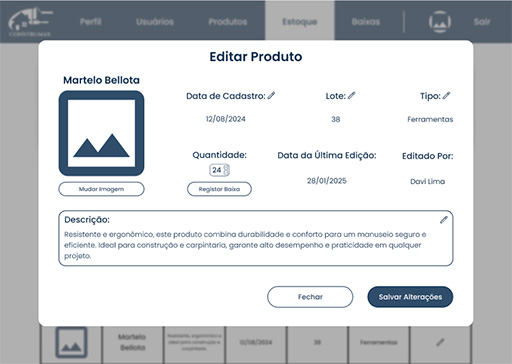 CONSTRUMAX
Perfil
Usuários
Produtos
Estoque
Baixas
Sair
Editar Produto
Martelo Bellota
Mudar Imagem
Data de Cadastro:
12/08/2024
Lote:
38
Tipo:
Ferramentas
Quantidade:
24
Registar Baixa
Data da Última Edição:
28/01/2025
Editado Por:
Davi Lima
Descrição:
Resistente e ergonômico, este produto combina durabilidade e conforto para um manuseio seguro e
eficiente. Ideal para construção e carpintaria, garante alto desempenho e praticidade em qualquer
projeto.
Fechar
Salvar Alterações
Martelo
Bellota
Resistente, ergonômico e
ideal para construção e
carpintaria
12/08/2024
38
Ferramentas